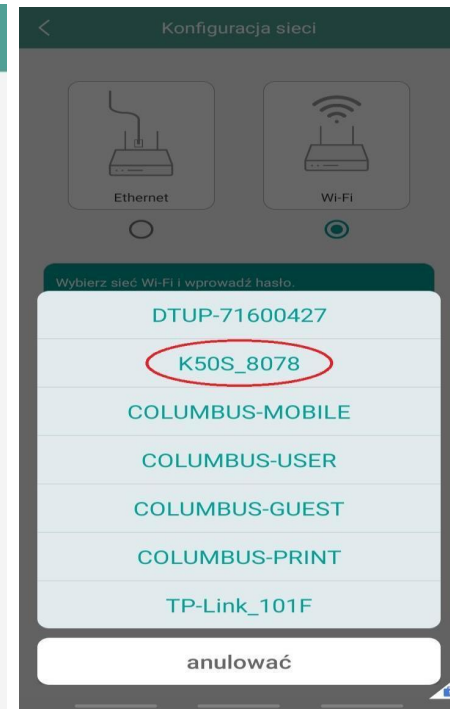 Konfiguracja sieci
Ethernet
Wi-Fi
Wybierz sieć Wi-Fi i wprowadź hasło.
DTUP-71600427
K50S_8078
COLUMBUS-MOBILE
COLUMBUS-USER
COLUMBUS-GUEST
COLUMBUS-PRINT
TP-Link_101F
anulować